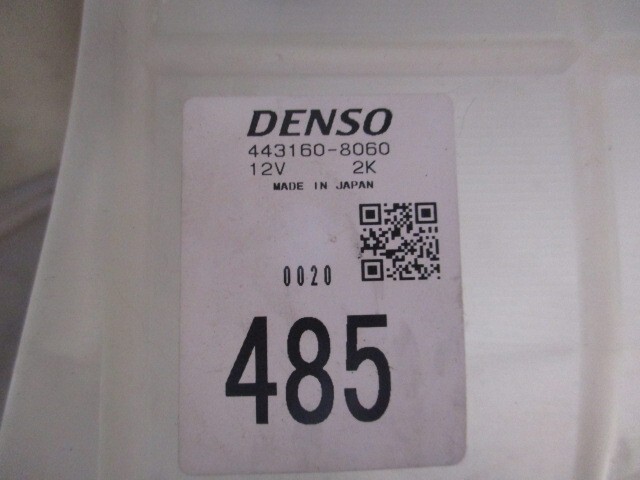 DENSO
443160-8060
12V 2K
MADE IN JAPAN
0020
485